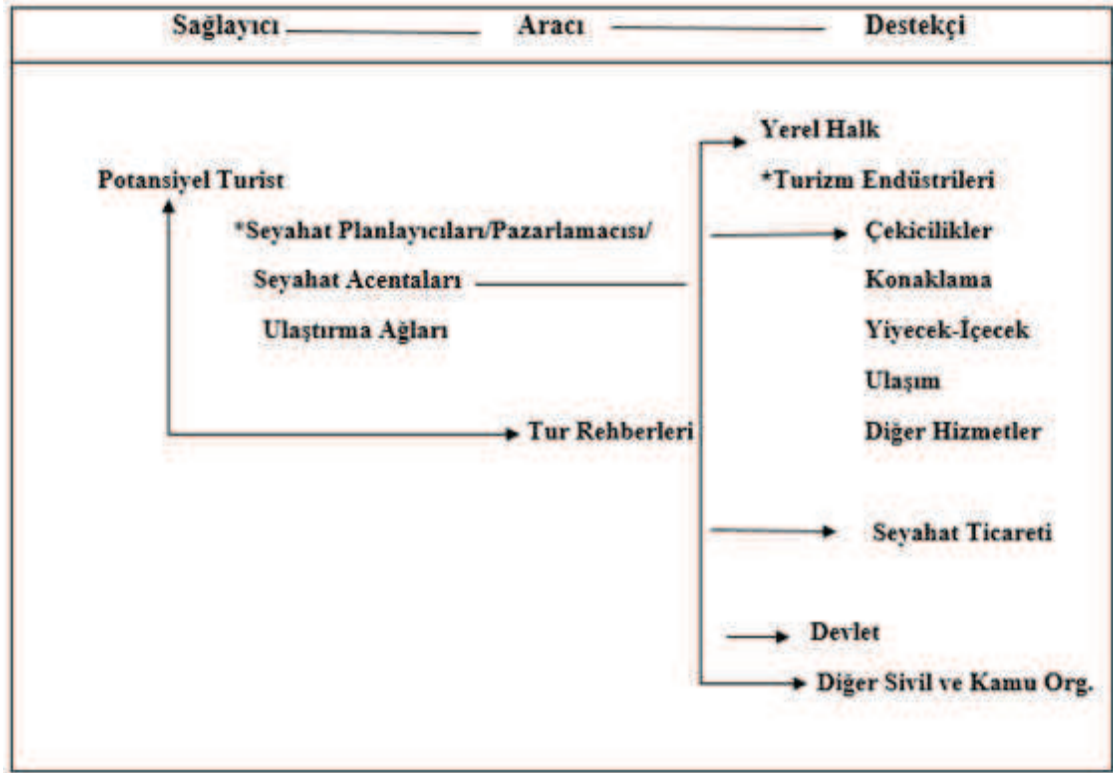 Sağlayıcı Aracı Destekçi
Yerel Halk
Potansiyel Turist
*Turizm Endüstrileri
*Seyahat Planlayıcıları/Pazarlamacısı/
Çekicilikler
Seyahat Acentaları
Konaklama
Ulaştırma Ağları
Yiyecek-İçecek
Ulaşım
Tur Rehberleri
Diğer Hizmetler
Seyahat Ticareti
Devlet
Diğer Sivil ve Kamu Org.